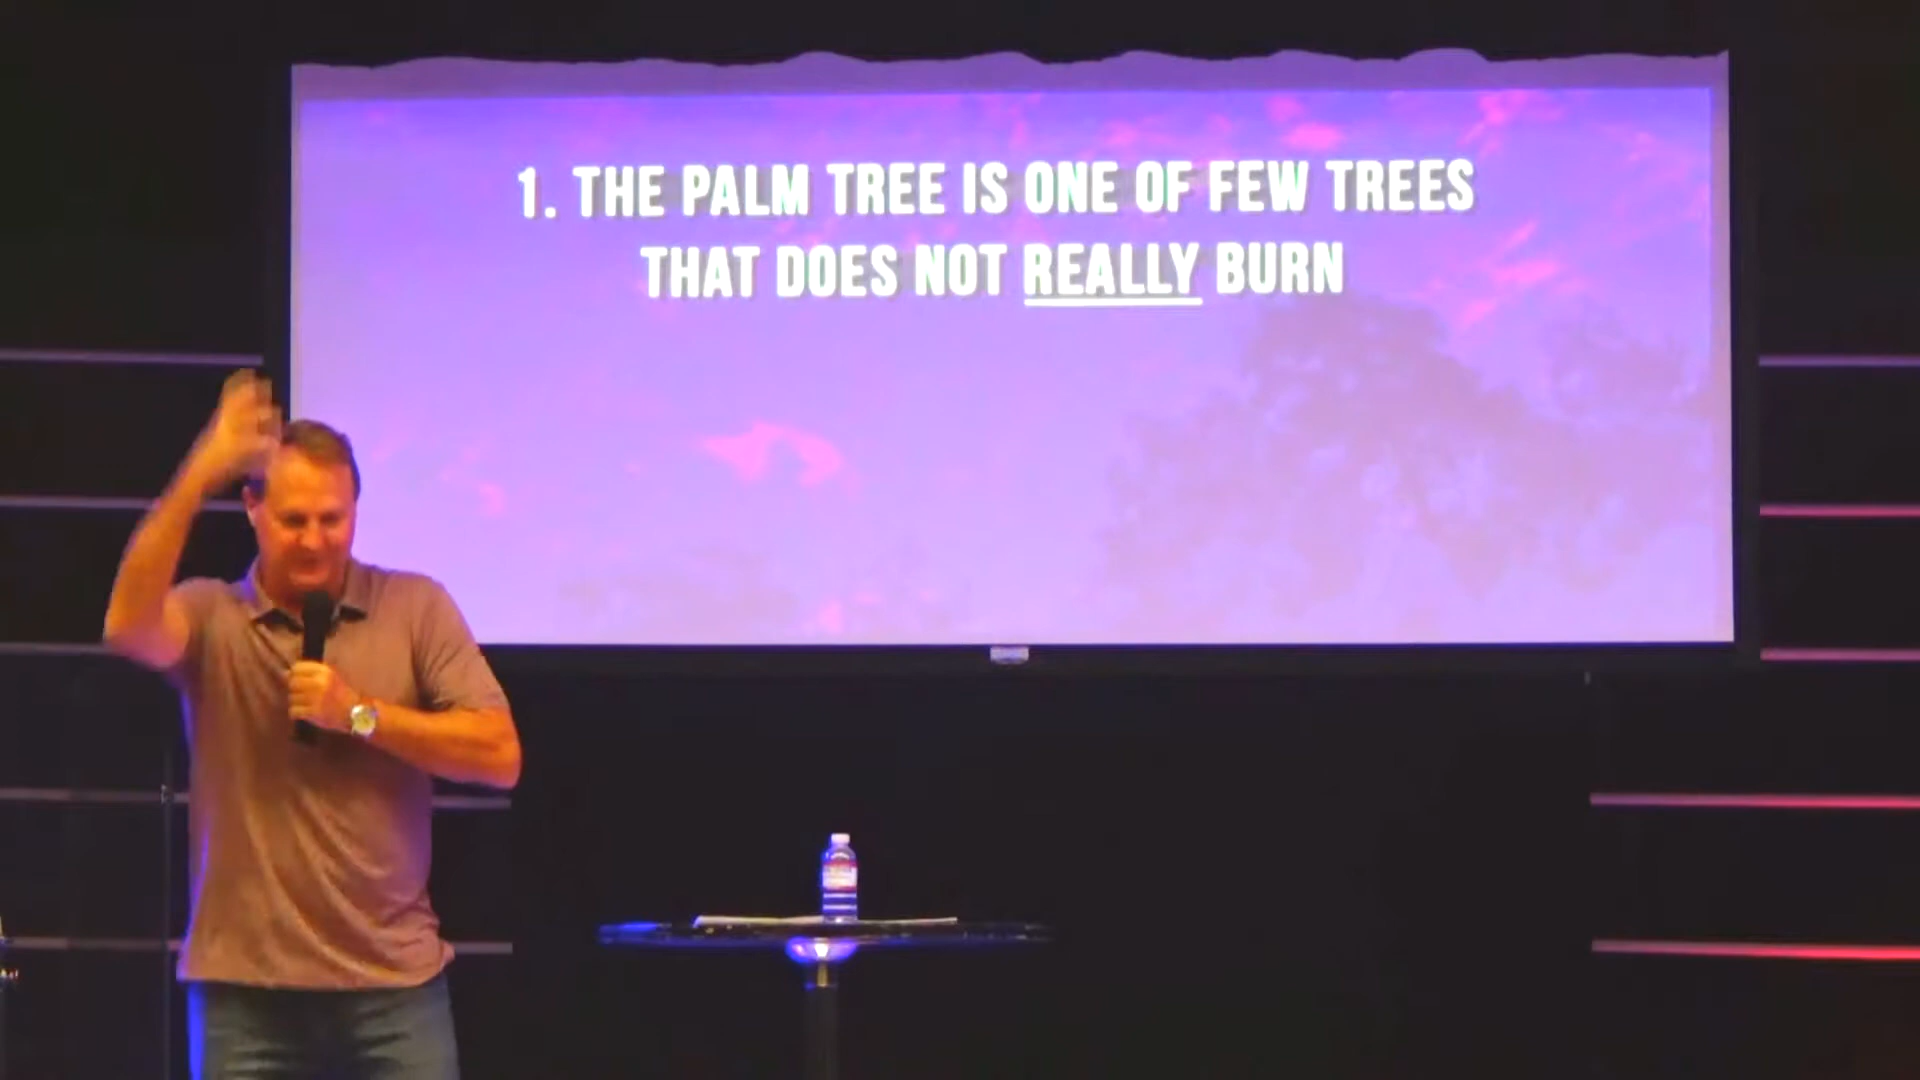 1. THE PALM TREE IS ONE OF FEW TREES
THAT DOES NOT REALLY BURN